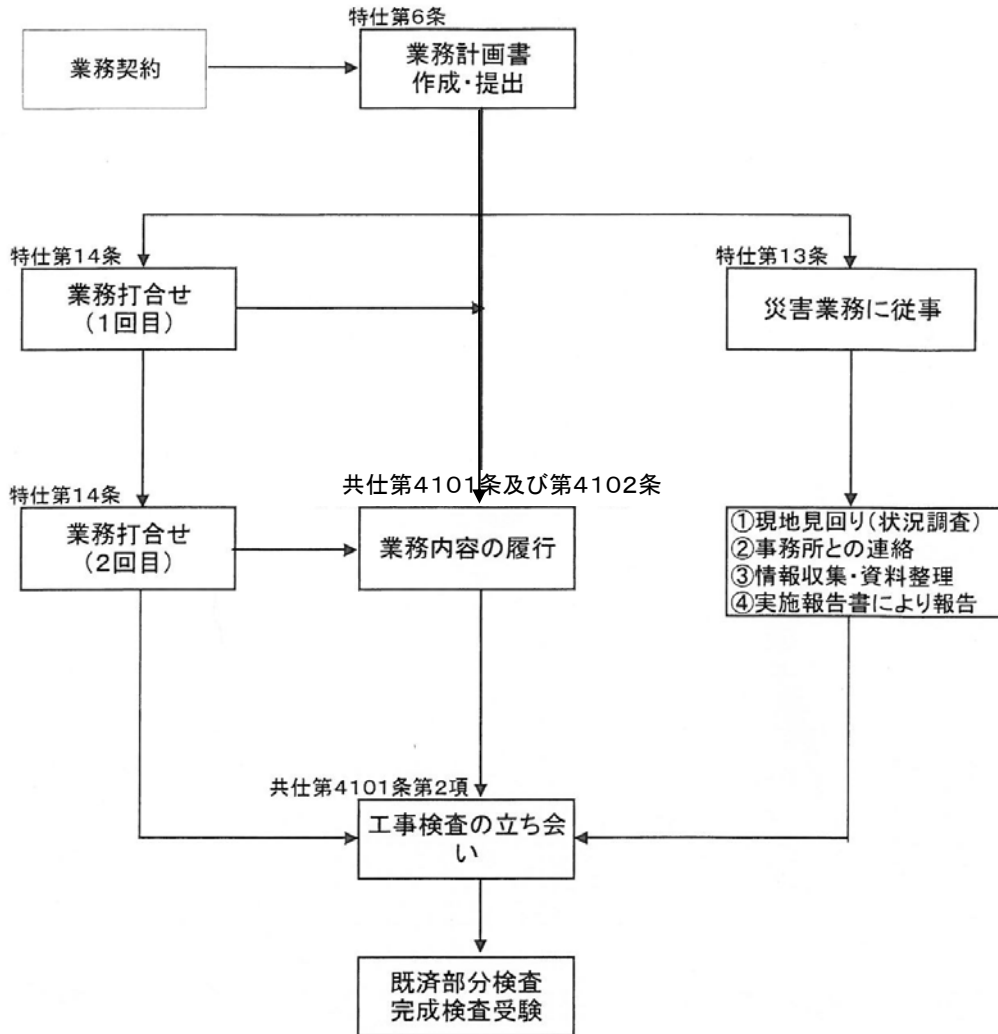 特仕第6条
業務契約
業務計画書
作成・提出
特仕第14条
業務打合せ
(1回目)
特仕第13条
災害業務に従事
特仕第14条
業務打合せ
(2回目)
共仕第4101条及び第4102条
業務内容の履行
①現地見回り(状況調査)
②事務所との連絡
③情報収集・資料整理
④実施報告書により報告
共仕第4101条第2項
工事検査の立ち会
い
既済部分検査
完成検査受験